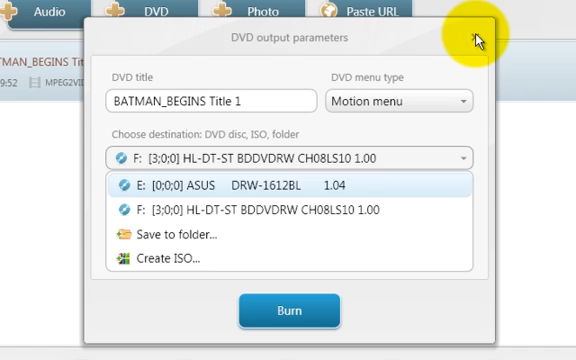 Audio DVD Photo Paste URL
DVD output parameters
TMAN_BEGINS Tit
9:52 MPEG2VI
DVD title DVD menu type
BATMAN_BEGINS Title 1 Motion menu
Choose destination: DVD disc, ISO, folder
F: [3;0;0] HL-DT-ST BDDVDRW CH08LS10 1.00
E: [0;0;0] ASUS DRW-1612BL 1.04
F: [3;0;0] HL-DT-ST BDDVDRW CH08LS10 1.00
Save to folder...
Create ISO...
Burn